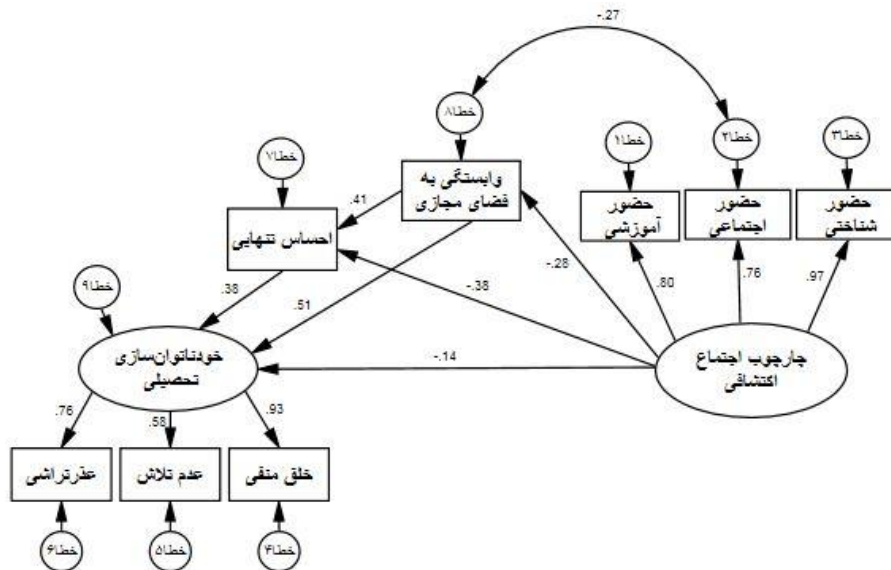 -.27
خطا۸
خطا۷
خطا۱
خطا۲
خطا۳
وابستگی به
فضای مجازی
حضور
آموزشی
حضور
اجتماعی
حضور
شناختی
.41
احساس تنهایی
-.28
.80
.76
.97
خطا۹
.38
.51
-.38
خودناتوان‌سازی
تحصیلی
-.14
چارچوب اجتماع
اکتشافی
.76
.58
.93
عذرتراشی
عدم تلاش
خلق منفی
خطا۶
خطا۵
خطا۴